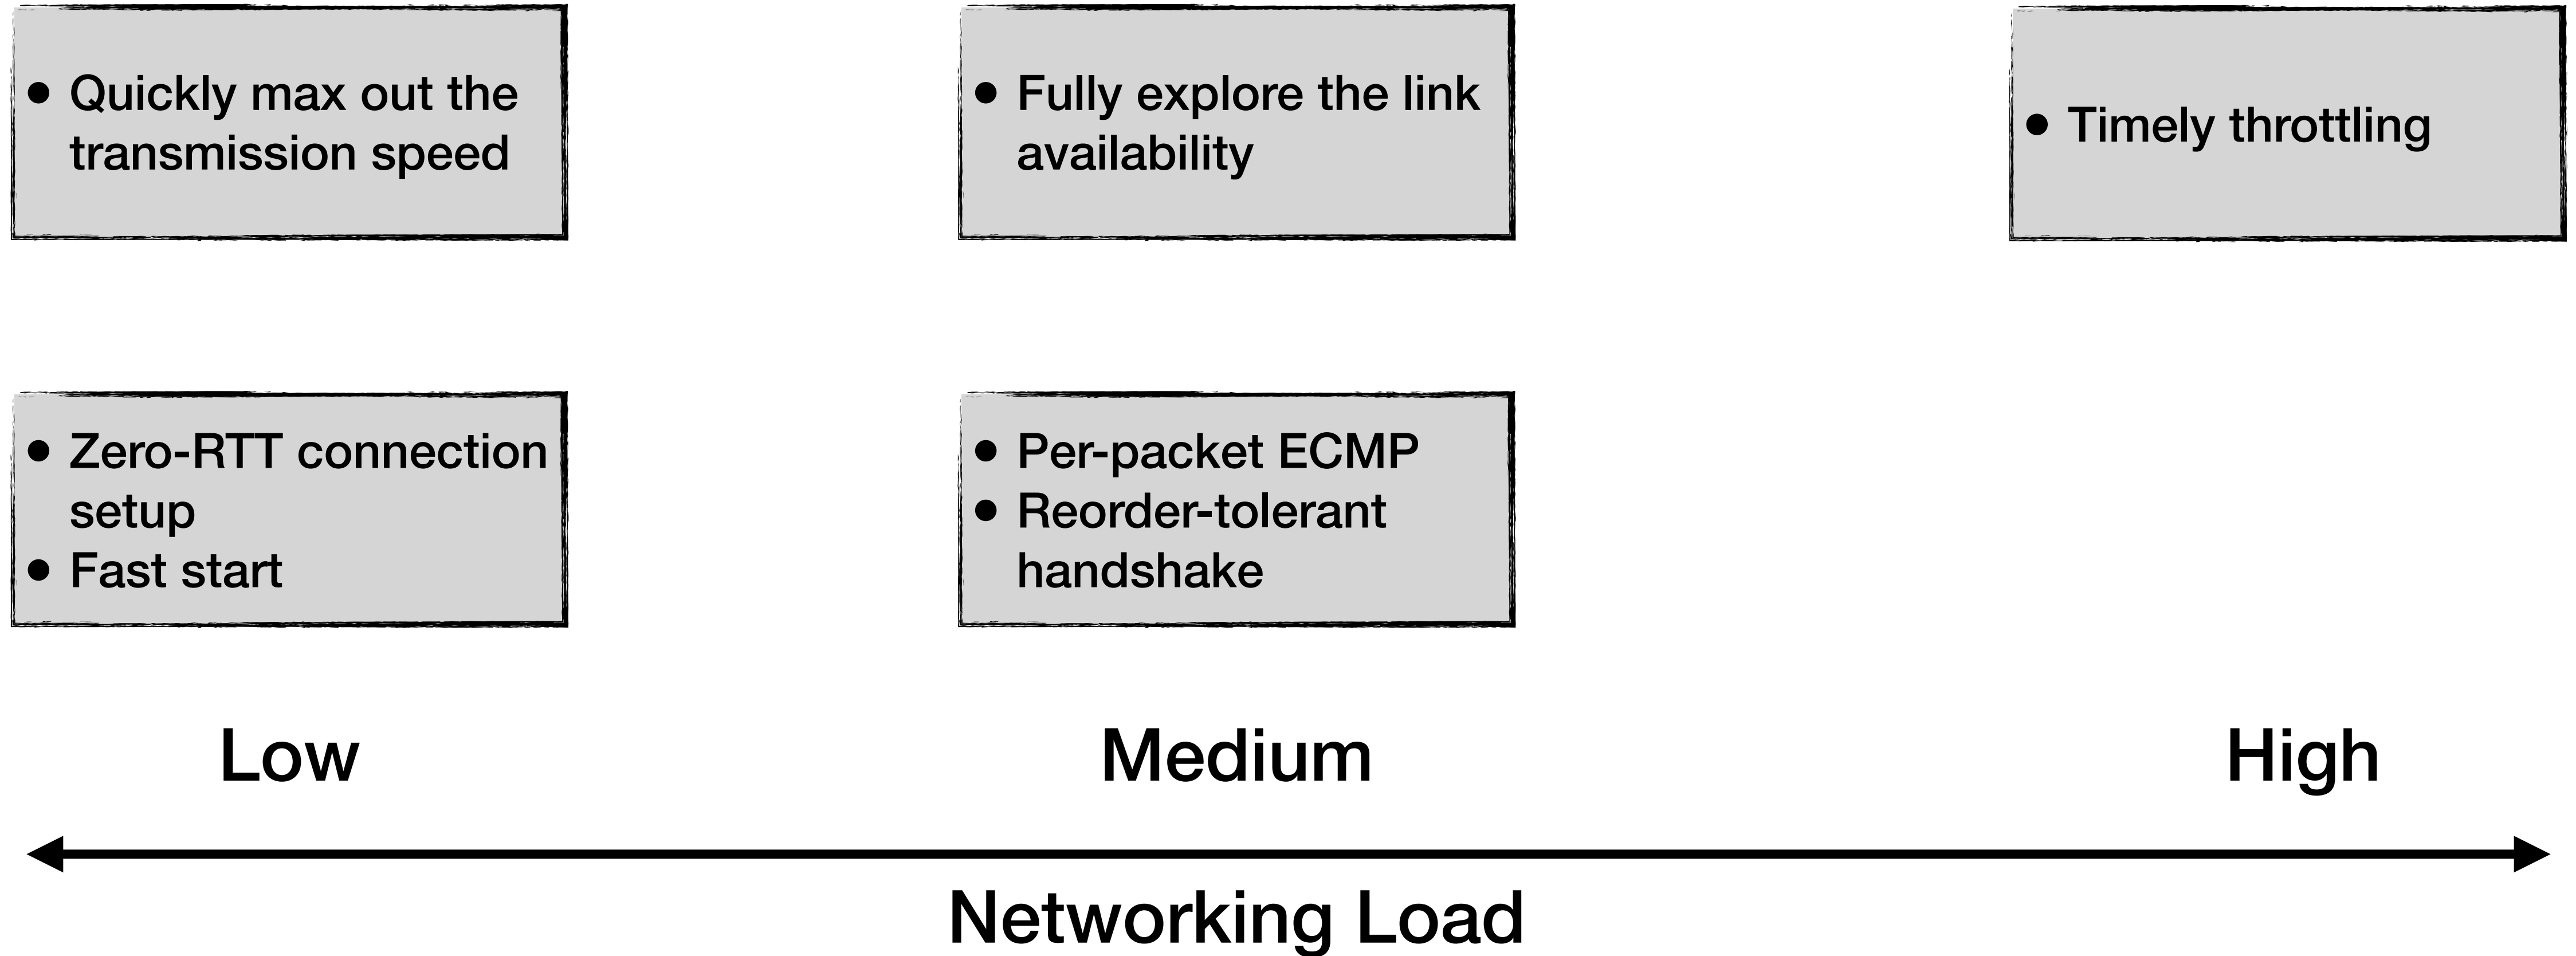 • Quickly max out the
transmission speed
• Fully explore the link
availability
• Timely throttling
• Zero-RTT connection
setup
• Fast start
• Per-packet ECMP
• Reorder-tolerant
handshake
Low
Medium
High
Networking Load